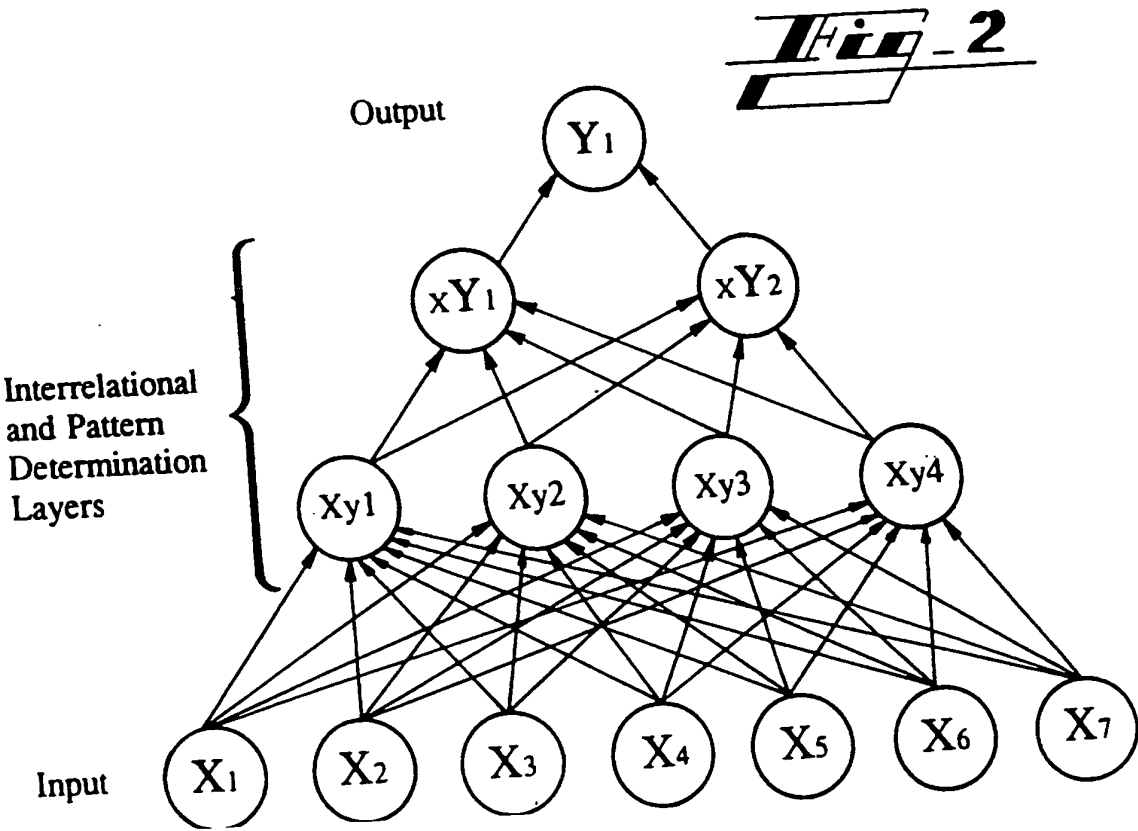 Fig_2
Output
Y1
xY1
xY2
Interrelational
and Pattern
Determination
Layers
Xy1
Xy2
Xy3
Xy4
Input
X1
X2
X3
X4
X5
X6
X7